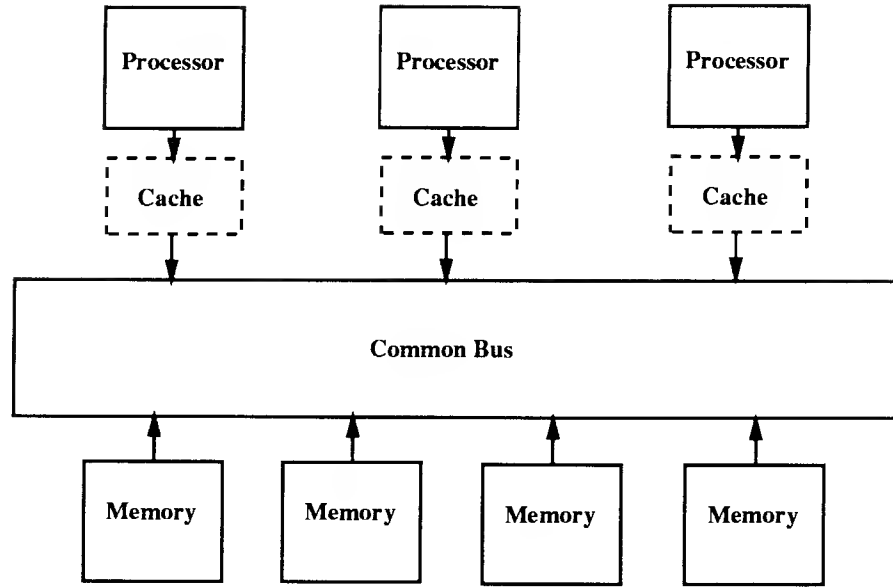 Processor
Processor
Processor
Cache
Cache
Cache
Common Bus
Memory
Memory
Memory
Memory